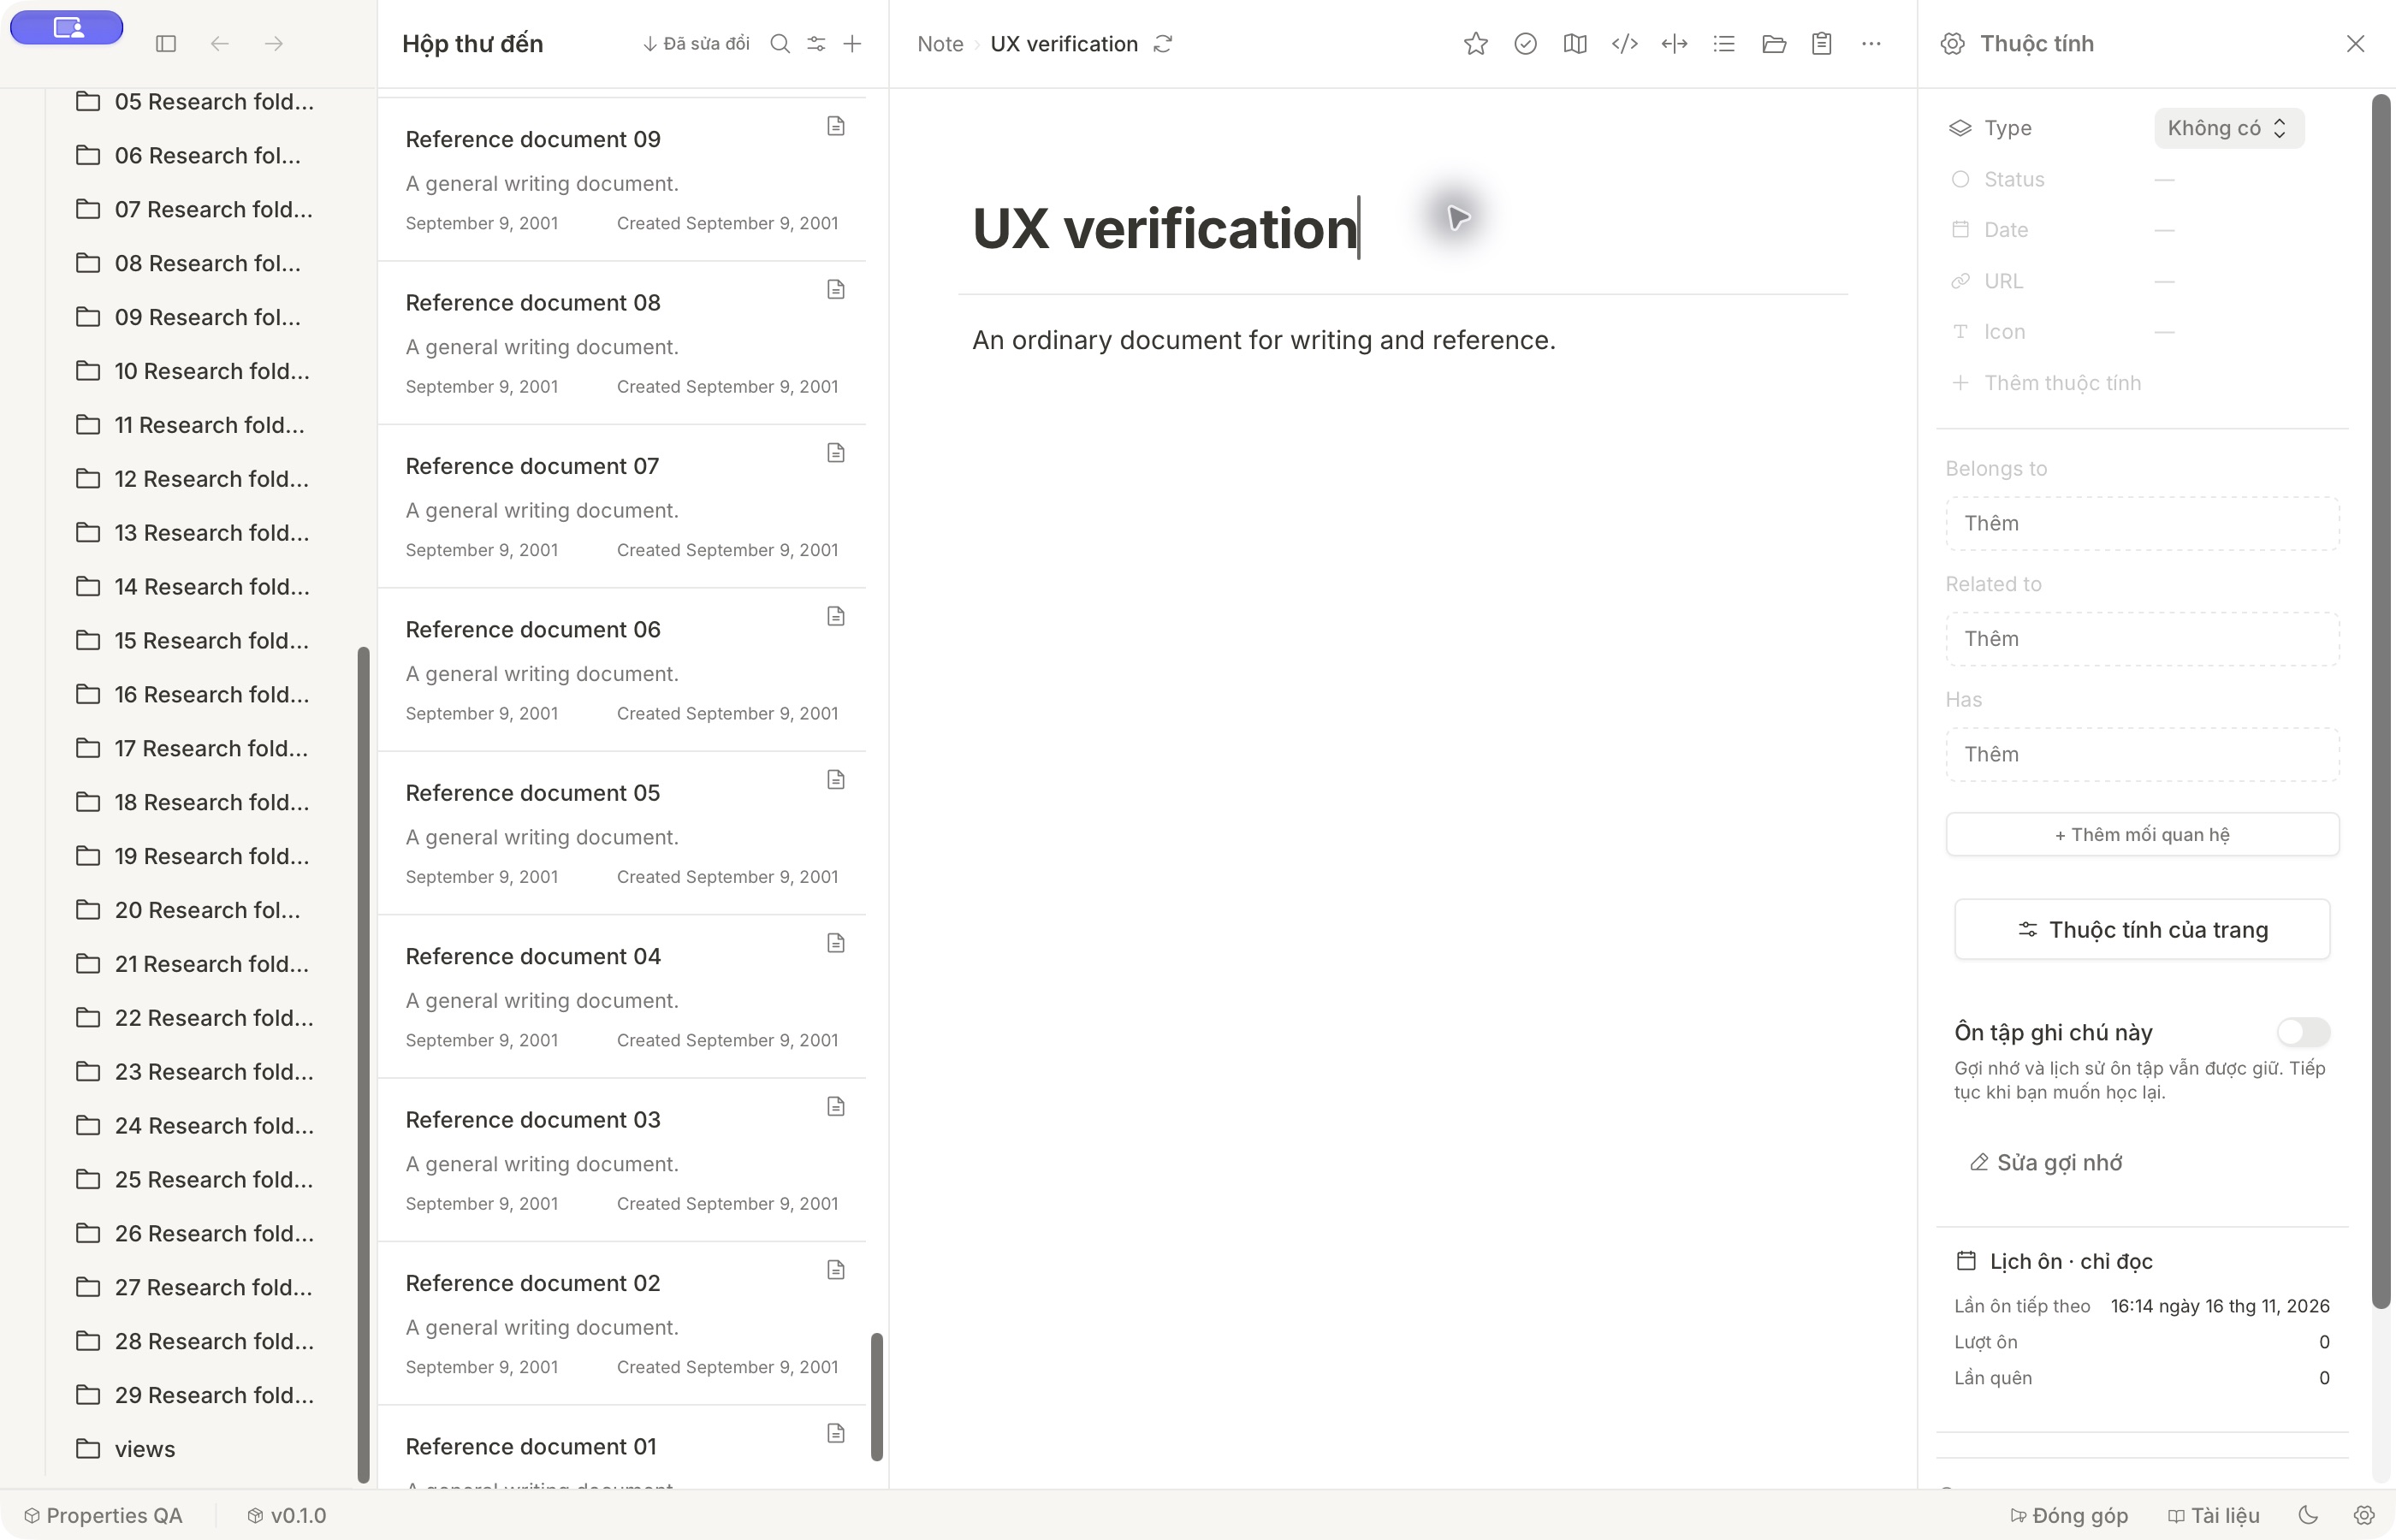 Hộp thư đến
Đã sửa đổi
Note
UX verification
Thuộc tính
05 Research fold...
06 Research fol...
07 Research fold...
08 Research fol...
09 Research fol...
10 Research fold...
11 Research fold...
12 Research fold...
13 Research fold...
14 Research fold...
15 Research fold...
16 Research fold...
17 Research fold...
18 Research fold...
19 Research fold...
20 Research fol...
21 Research fold...
22 Research fold...
23 Research fold...
24 Research fold...
25 Research fold...
26 Research fold...
27 Research fold...
28 Research fold...
29 Research fold...
views
Reference document 09
A general writing document.
September 9, 2001 Created September 9, 2001
Reference document 08
A general writing document.
September 9, 2001 Created September 9, 2001
Reference document 07
A general writing document.
September 9, 2001 Created September 9, 2001
Reference document 06
A general writing document.
September 9, 2001 Created September 9, 2001
Reference document 05
A general writing document.
September 9, 2001 Created September 9, 2001
Reference document 04
A general writing document.
September 9, 2001 Created September 9, 2001
Reference document 03
A general writing document.
September 9, 2001 Created September 9, 2001
Reference document 02
A general writing document.
September 9, 2001 Created September 9, 2001
Reference document 01
A general writing document.
UX verification
An ordinary document for writing and reference.
Type Không có
Status —
Date —
URL —
Icon —
Thêm thuộc tính
Belongs to
Thêm
Related to
Thêm
Has
Thêm
+ Thêm mối quan hệ
Thuộc tính của trang
Ôn tập ghi chú này
Gợi nhớ và lịch sử ôn tập vẫn được giữ. Tiếp
tục khi bạn muốn học lại.
Sửa gợi nhớ
Lịch ôn · chỉ đọc
Lần ôn tiếp theo 16:14 ngày 16 thg 11, 2026
Lượt ôn 0
Lần quên 0
Properties QA
v0.1.0
Đóng góp
Tài liệu